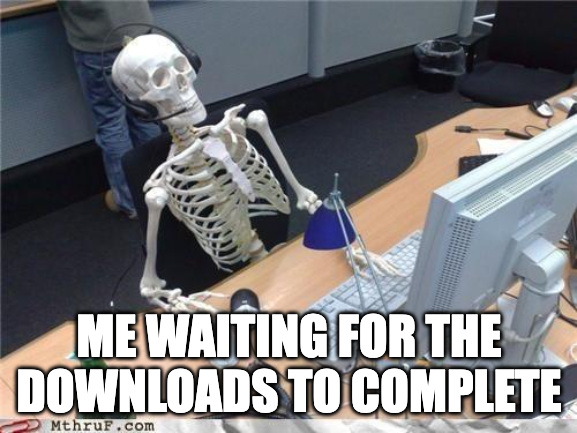 ME WAITING FOR THE
DOWNLOADS TO COMPLETE
MthruF.com